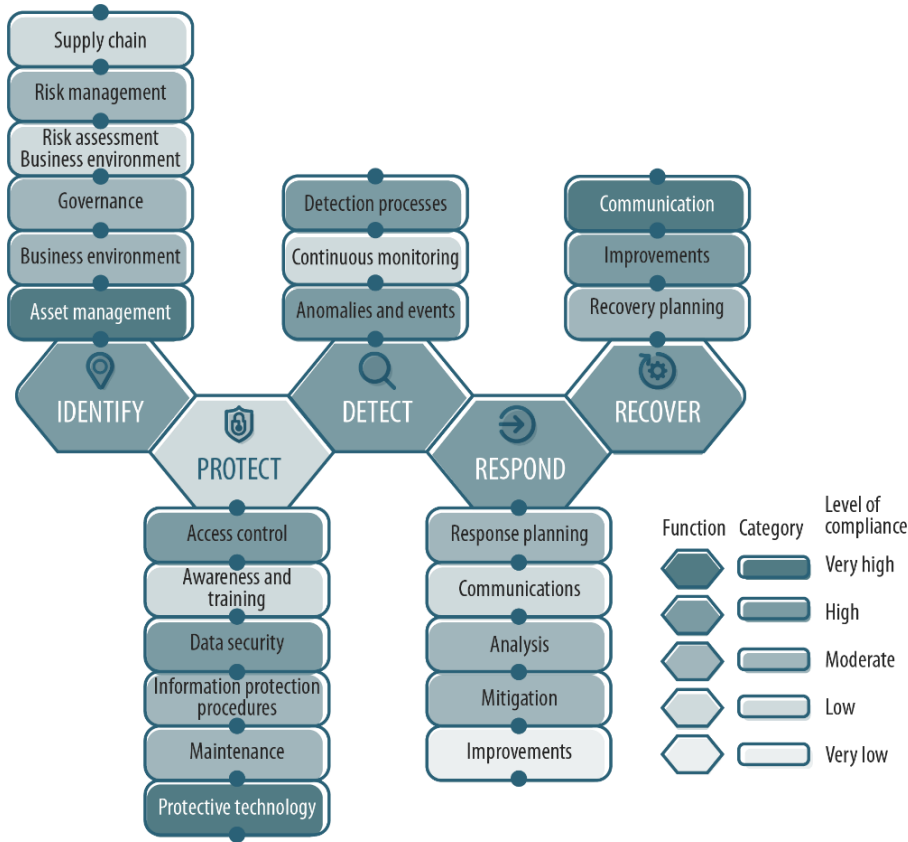 Supply chain
Risk management
Risk assessment
Business environment
Governance
Business environment
Asset management
IDENTIFY
PROTECT
Access control
Awareness and
training
Data security
Information protection
procedures
Maintenance
Protective technology
Detection processes
Continuous monitoring
Anomalies and events
DETECT
RESPOND
Response planning
Communications
Analysis
Mitigation
Improvements
Communication
Improvements
Recovery planning
RECOVER
Function
Category
Level of
compliance
Very high
High
Moderate
Low
Very low